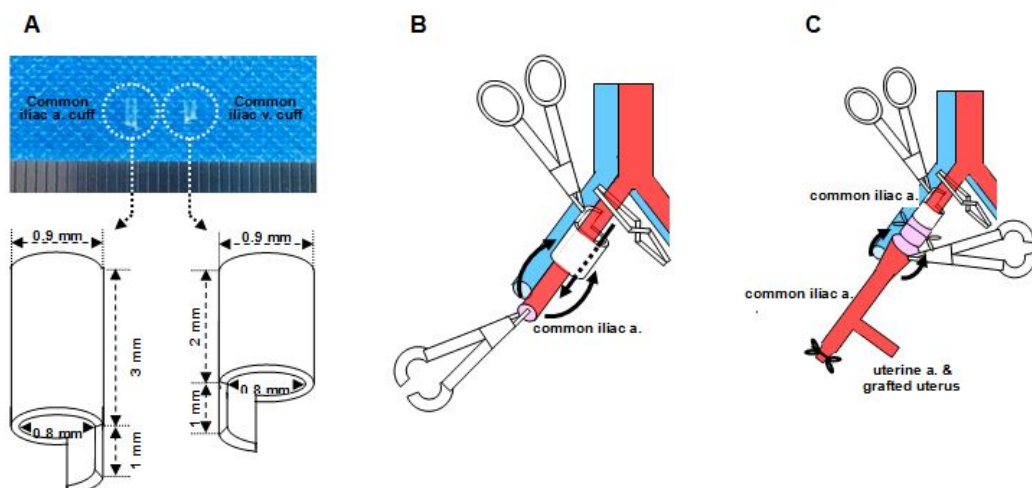 A
Common
iliac a. cuff
Common
iliac v. cuff
0.9 mm
3 mm
0.8 mm
1 mm
0.9 mm
2 mm
0.8 mm
1 mm
B
common iliac a.
C
common iliac a.
common iliac a.
uterine a. &
grafted uterus